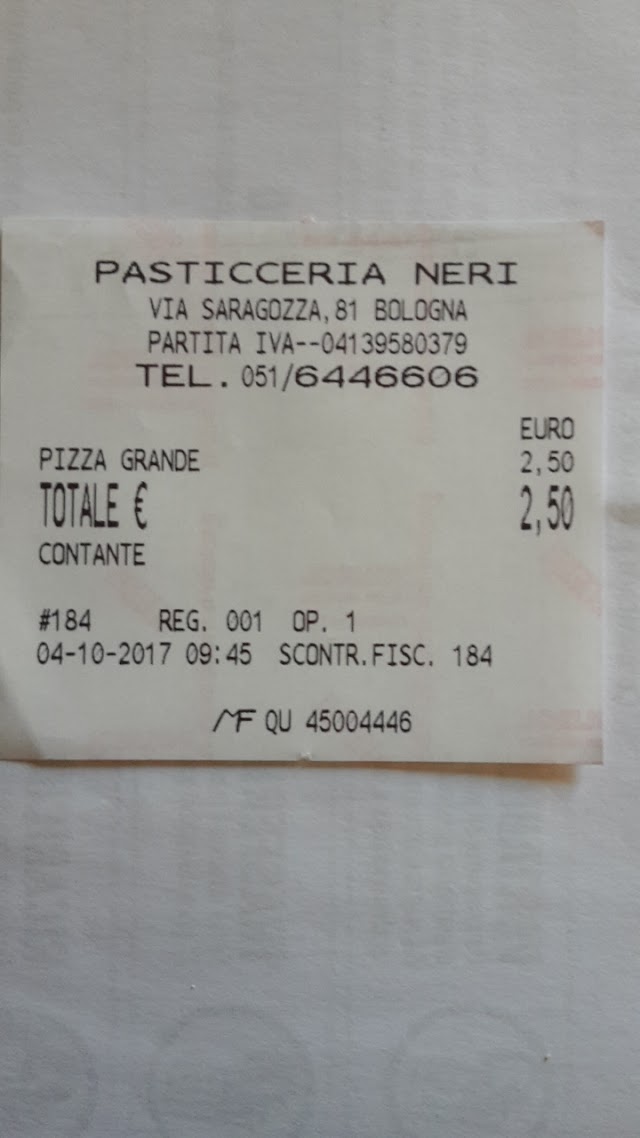 PASTICCERIA NERI
VIA SARAGOZZA,81 BOLOGNA
PARTITA IVA--04139580379
TEL. 051/6446606
EURO
PIZZA GRANDE 2,50
TOTALE € 2,50
CONTANTE
#184 REG. 001 OP. 1
04-10-2017 09:45 SCONTR.FISC. 184
MF QU 45004446